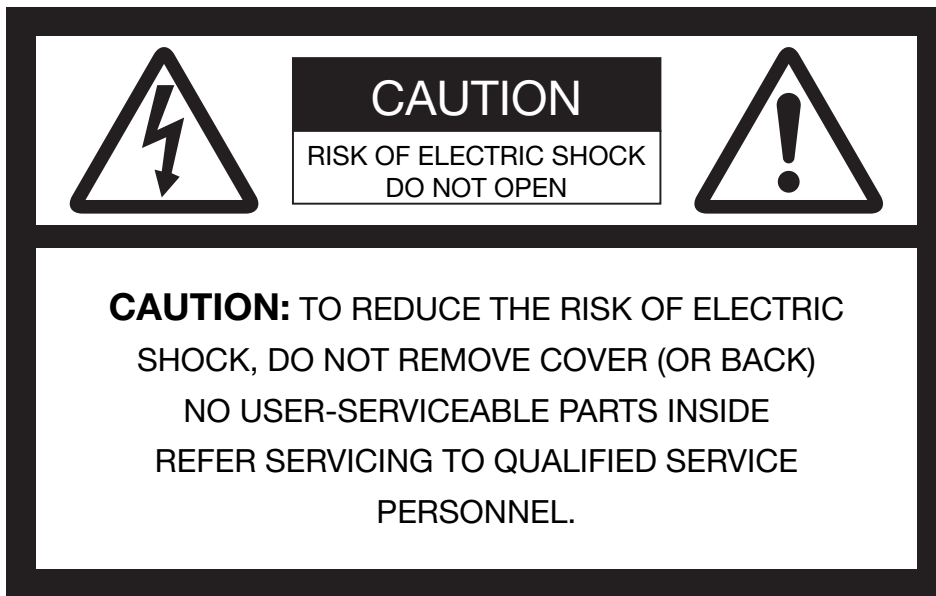 CAUTION
RISK OF ELECTRIC SHOCK
DO NOT OPEN
CAUTION: TO REDUCE THE RISK OF ELECTRIC
SHOCK, DO NOT REMOVE COVER (OR BACK)
NO USER-SERVICEABLE PARTS INSIDE
REFER SERVICING TO QUALIFIED SERVICE
PERSONNEL.